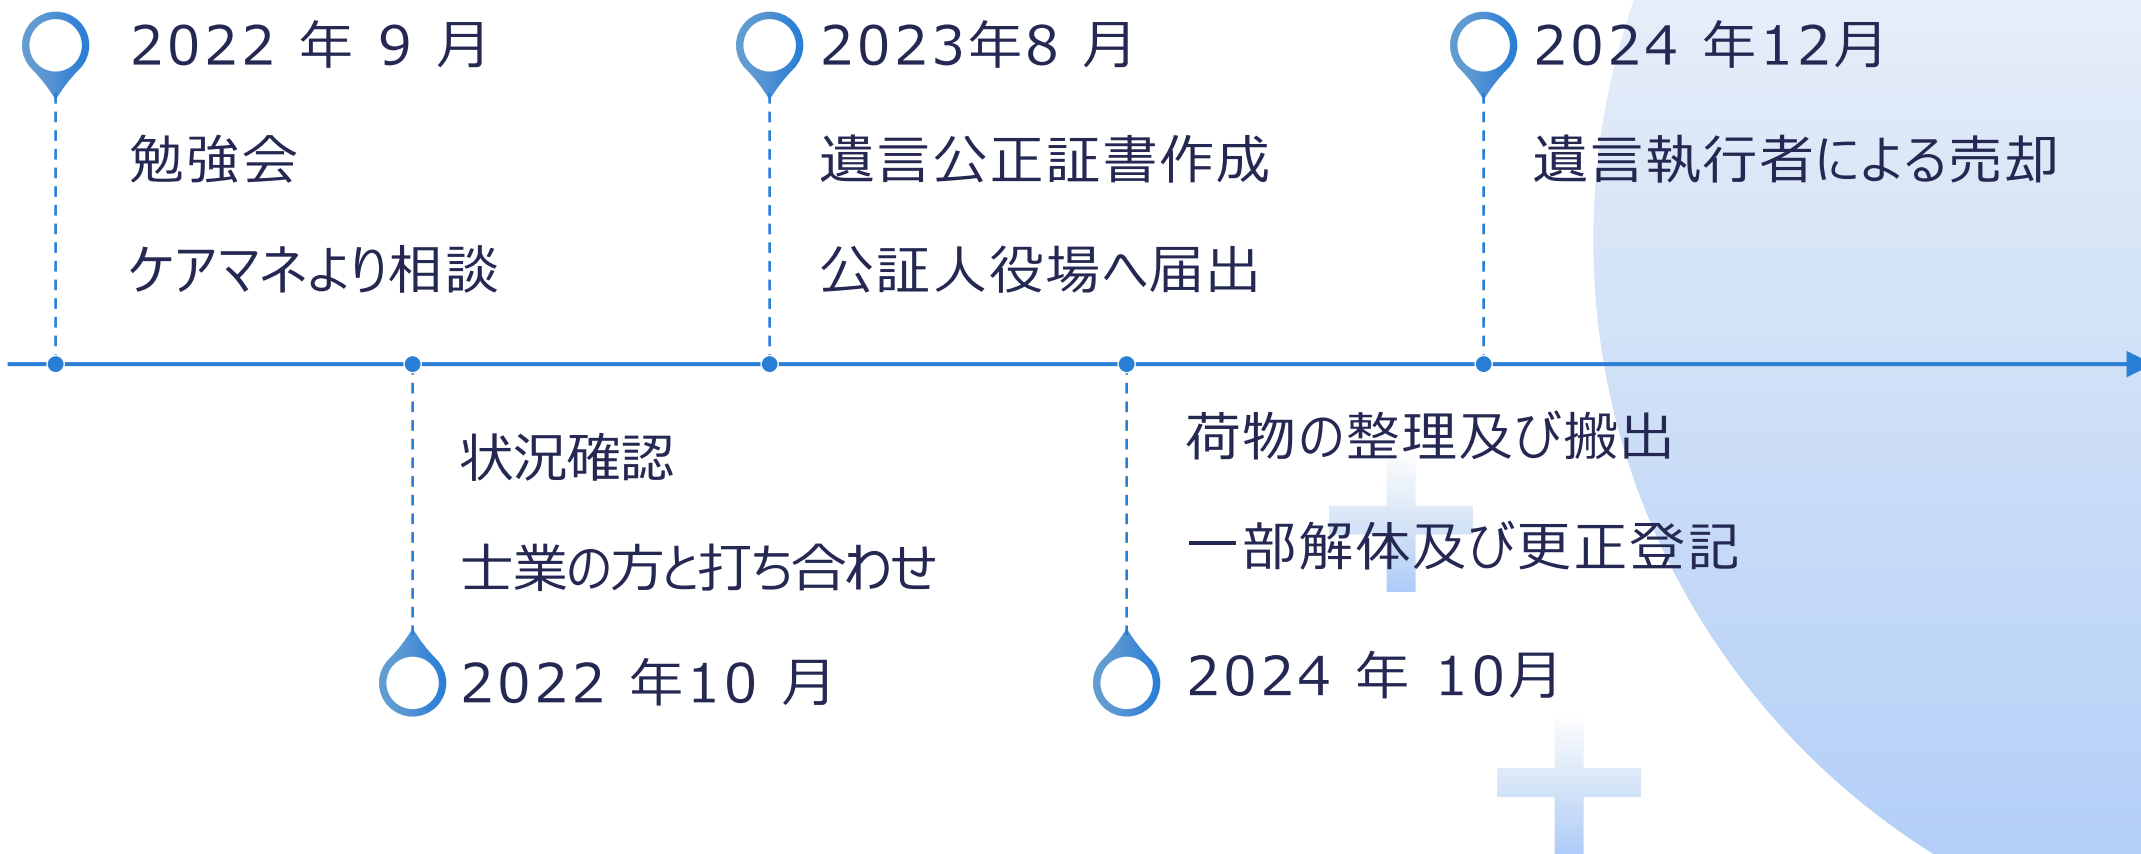 2022 年 9 月
勉強会
ケアマネより相談
状況確認
士業の方と打ち合わせ
2022 年10 月
2023年8 月
遺言公正証書作成
公証人役場へ届出
荷物の整理及び搬出
一部解体及び更正登記
2024 年 10月
2024 年12月
遺言執行者による売却